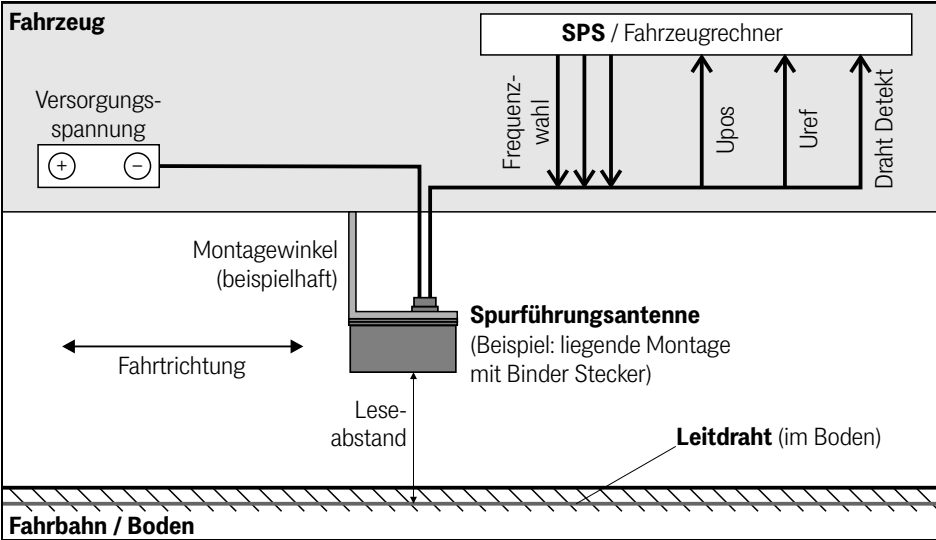 Fahrzeug
SPS / Fahrzeugrechner
Versorgungs-
spannung
+ −
Frequenz-
wahl
Upos
Uref
Draht Detekt
Montagewinkel
(beispielhaft)
Spurführungsantenne
(Beispiel: liegende Montage
mit Binder Stecker)
Fahrtrichtung
Lese-
abstand
Leitdraht (im Boden)
Fahrbahn / Boden